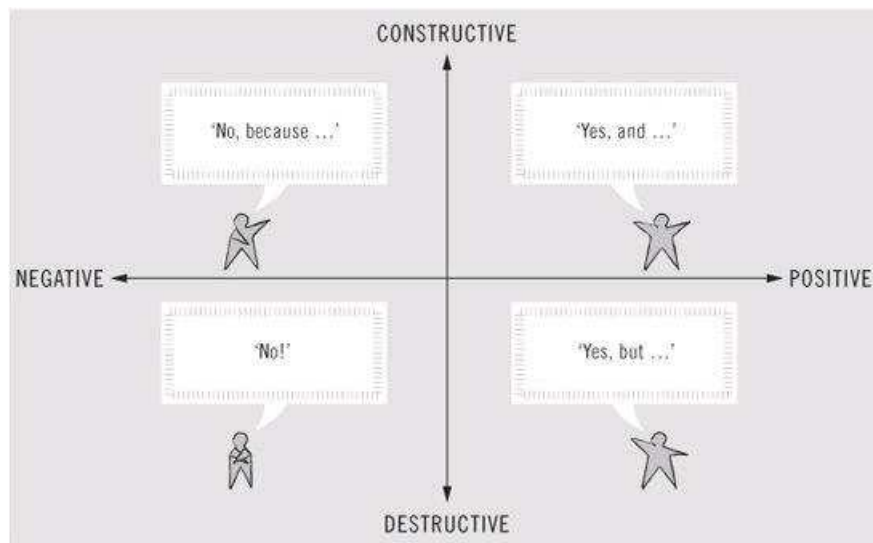 CONSTRUCTIVE
'No, because ...'
'Yes, and ...'
NEGATIVE
POSITIVE
'No!'
'Yes, but ...'
DESTRUCTIVE